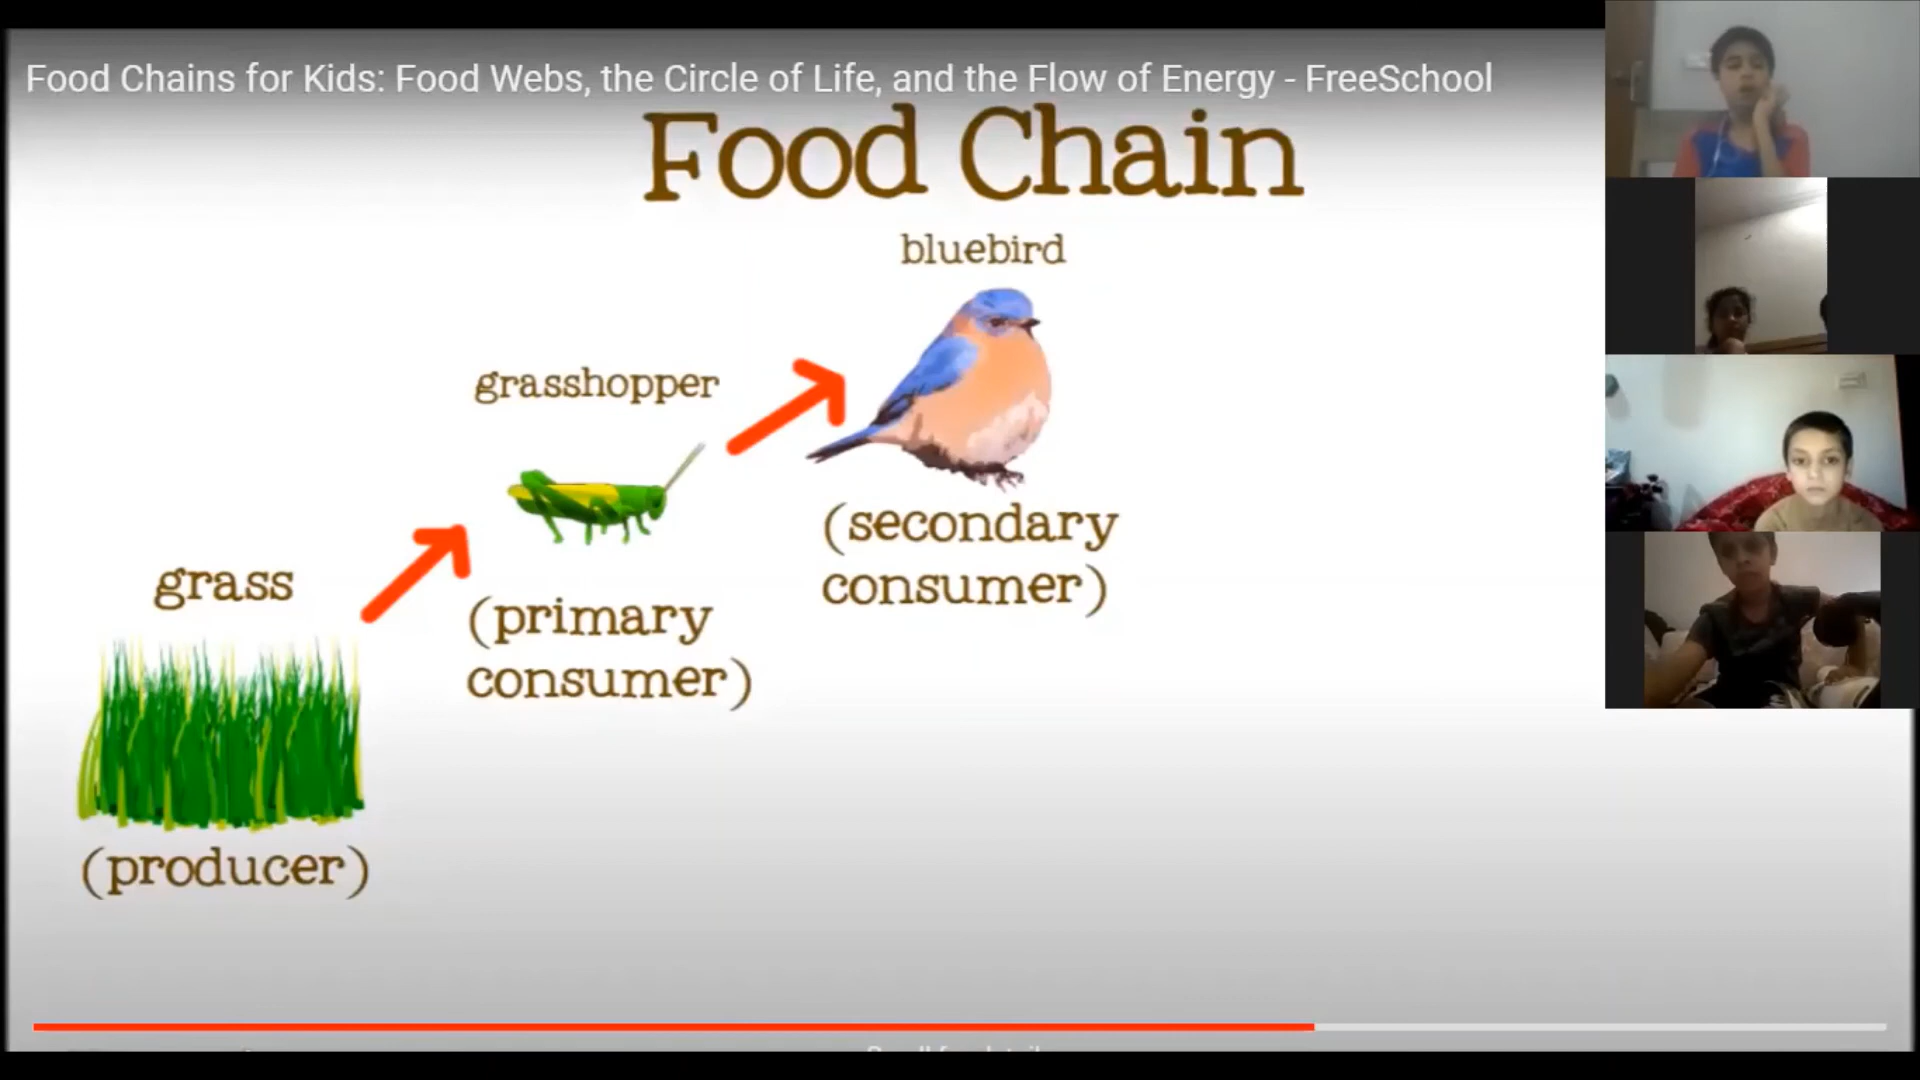 Food Chains for Kids: Food Webs, the Circle of Life, and the Flow of Energy - FreeSchool
Food Chain
bluebird
grasshopper
(secondary
consumer)
grass
(primary
consumer)
(producer)